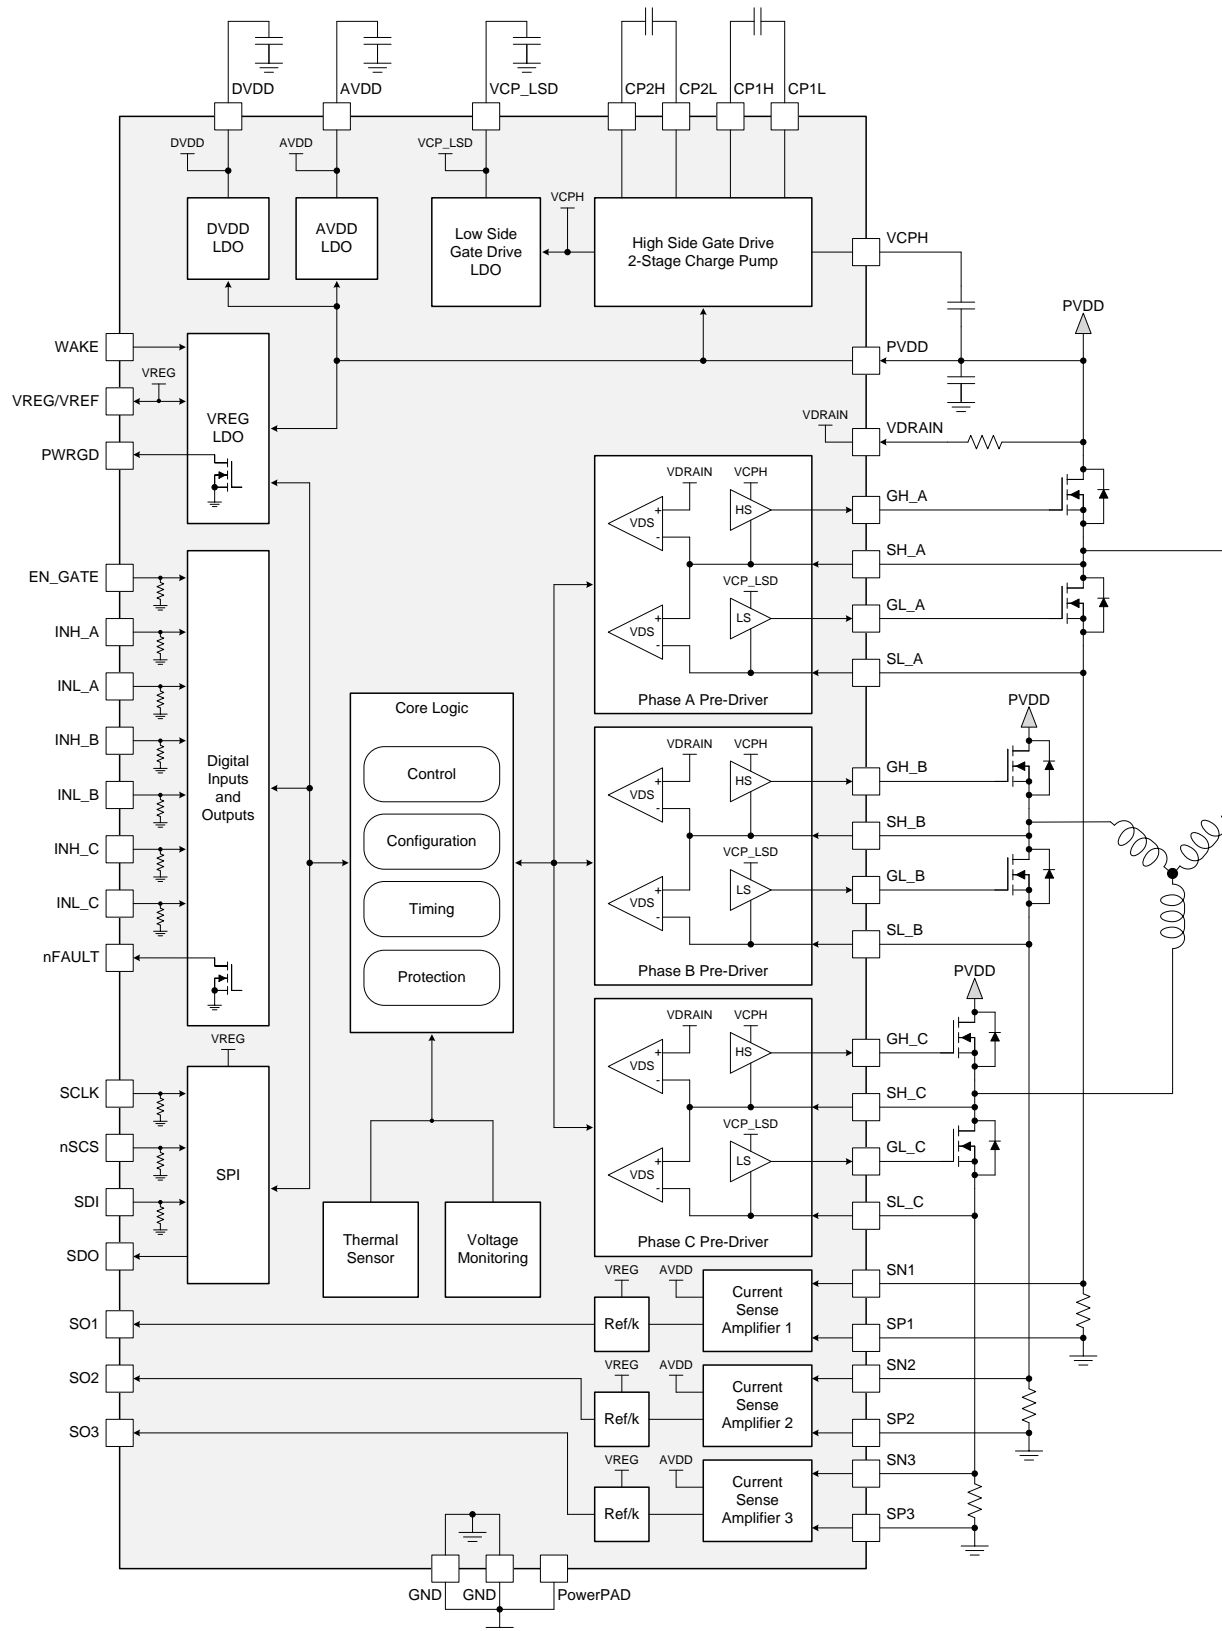 DVDD
AVDD
VCP_LSD
CP2H
CP2L
CP1H
CP1L
DVDD
AVDD
VCP_LSD
VCPH
DVDD
LDO
AVDD
LDO
Low Side
Gate Drive
LDO
High Side Gate Drive
2-Stage Charge Pump
VCPH
PVDD
WAKE
VREG/VREF
PWRGD
VREG
VREG
LDO
PVDD
VDRAIN
VDRAIN
EN_GATE
INH_A
INL_A
INH_B
INL_B
INH_C
INL_C
nFAULT
Digital
Inputs
and
Outputs
Core Logic
Control
Configuration
Timing
Protection
VDRAIN
VCPH
+
-
VDS
HS
VCP_LSD
+
-
VDS
LS
Phase A Pre-Driver
GH_A
SH_A
GL_A
SL_A
PVDD
VDRAIN
VCPH
+
-
VDS
HS
VCP_LSD
+
-
VDS
LS
Phase B Pre-Driver
GH_B
SH_B
GL_B
SL_B
PVDD
VDRAIN
VCPH
+
-
VDS
HS
VCP_LSD
+
-
VDS
LS
Phase C Pre-Driver
GH_C
SH_C
GL_C
SL_C
VREG
SCLK
nSCS
SDI
SDO
SPI
Thermal
Sensor
Voltage
Monitoring
SO1
SO2
SO3
VREG
AVDD
Ref/k
Current
Sense
Amplifier 1
SN1
SP1
VREG
AVDD
Ref/k
Current
Sense
Amplifier 2
SN2
SP2
VREG
AVDD
Ref/k
Current
Sense
Amplifier 3
SN3
SP3
GND
GND
PowerPAD